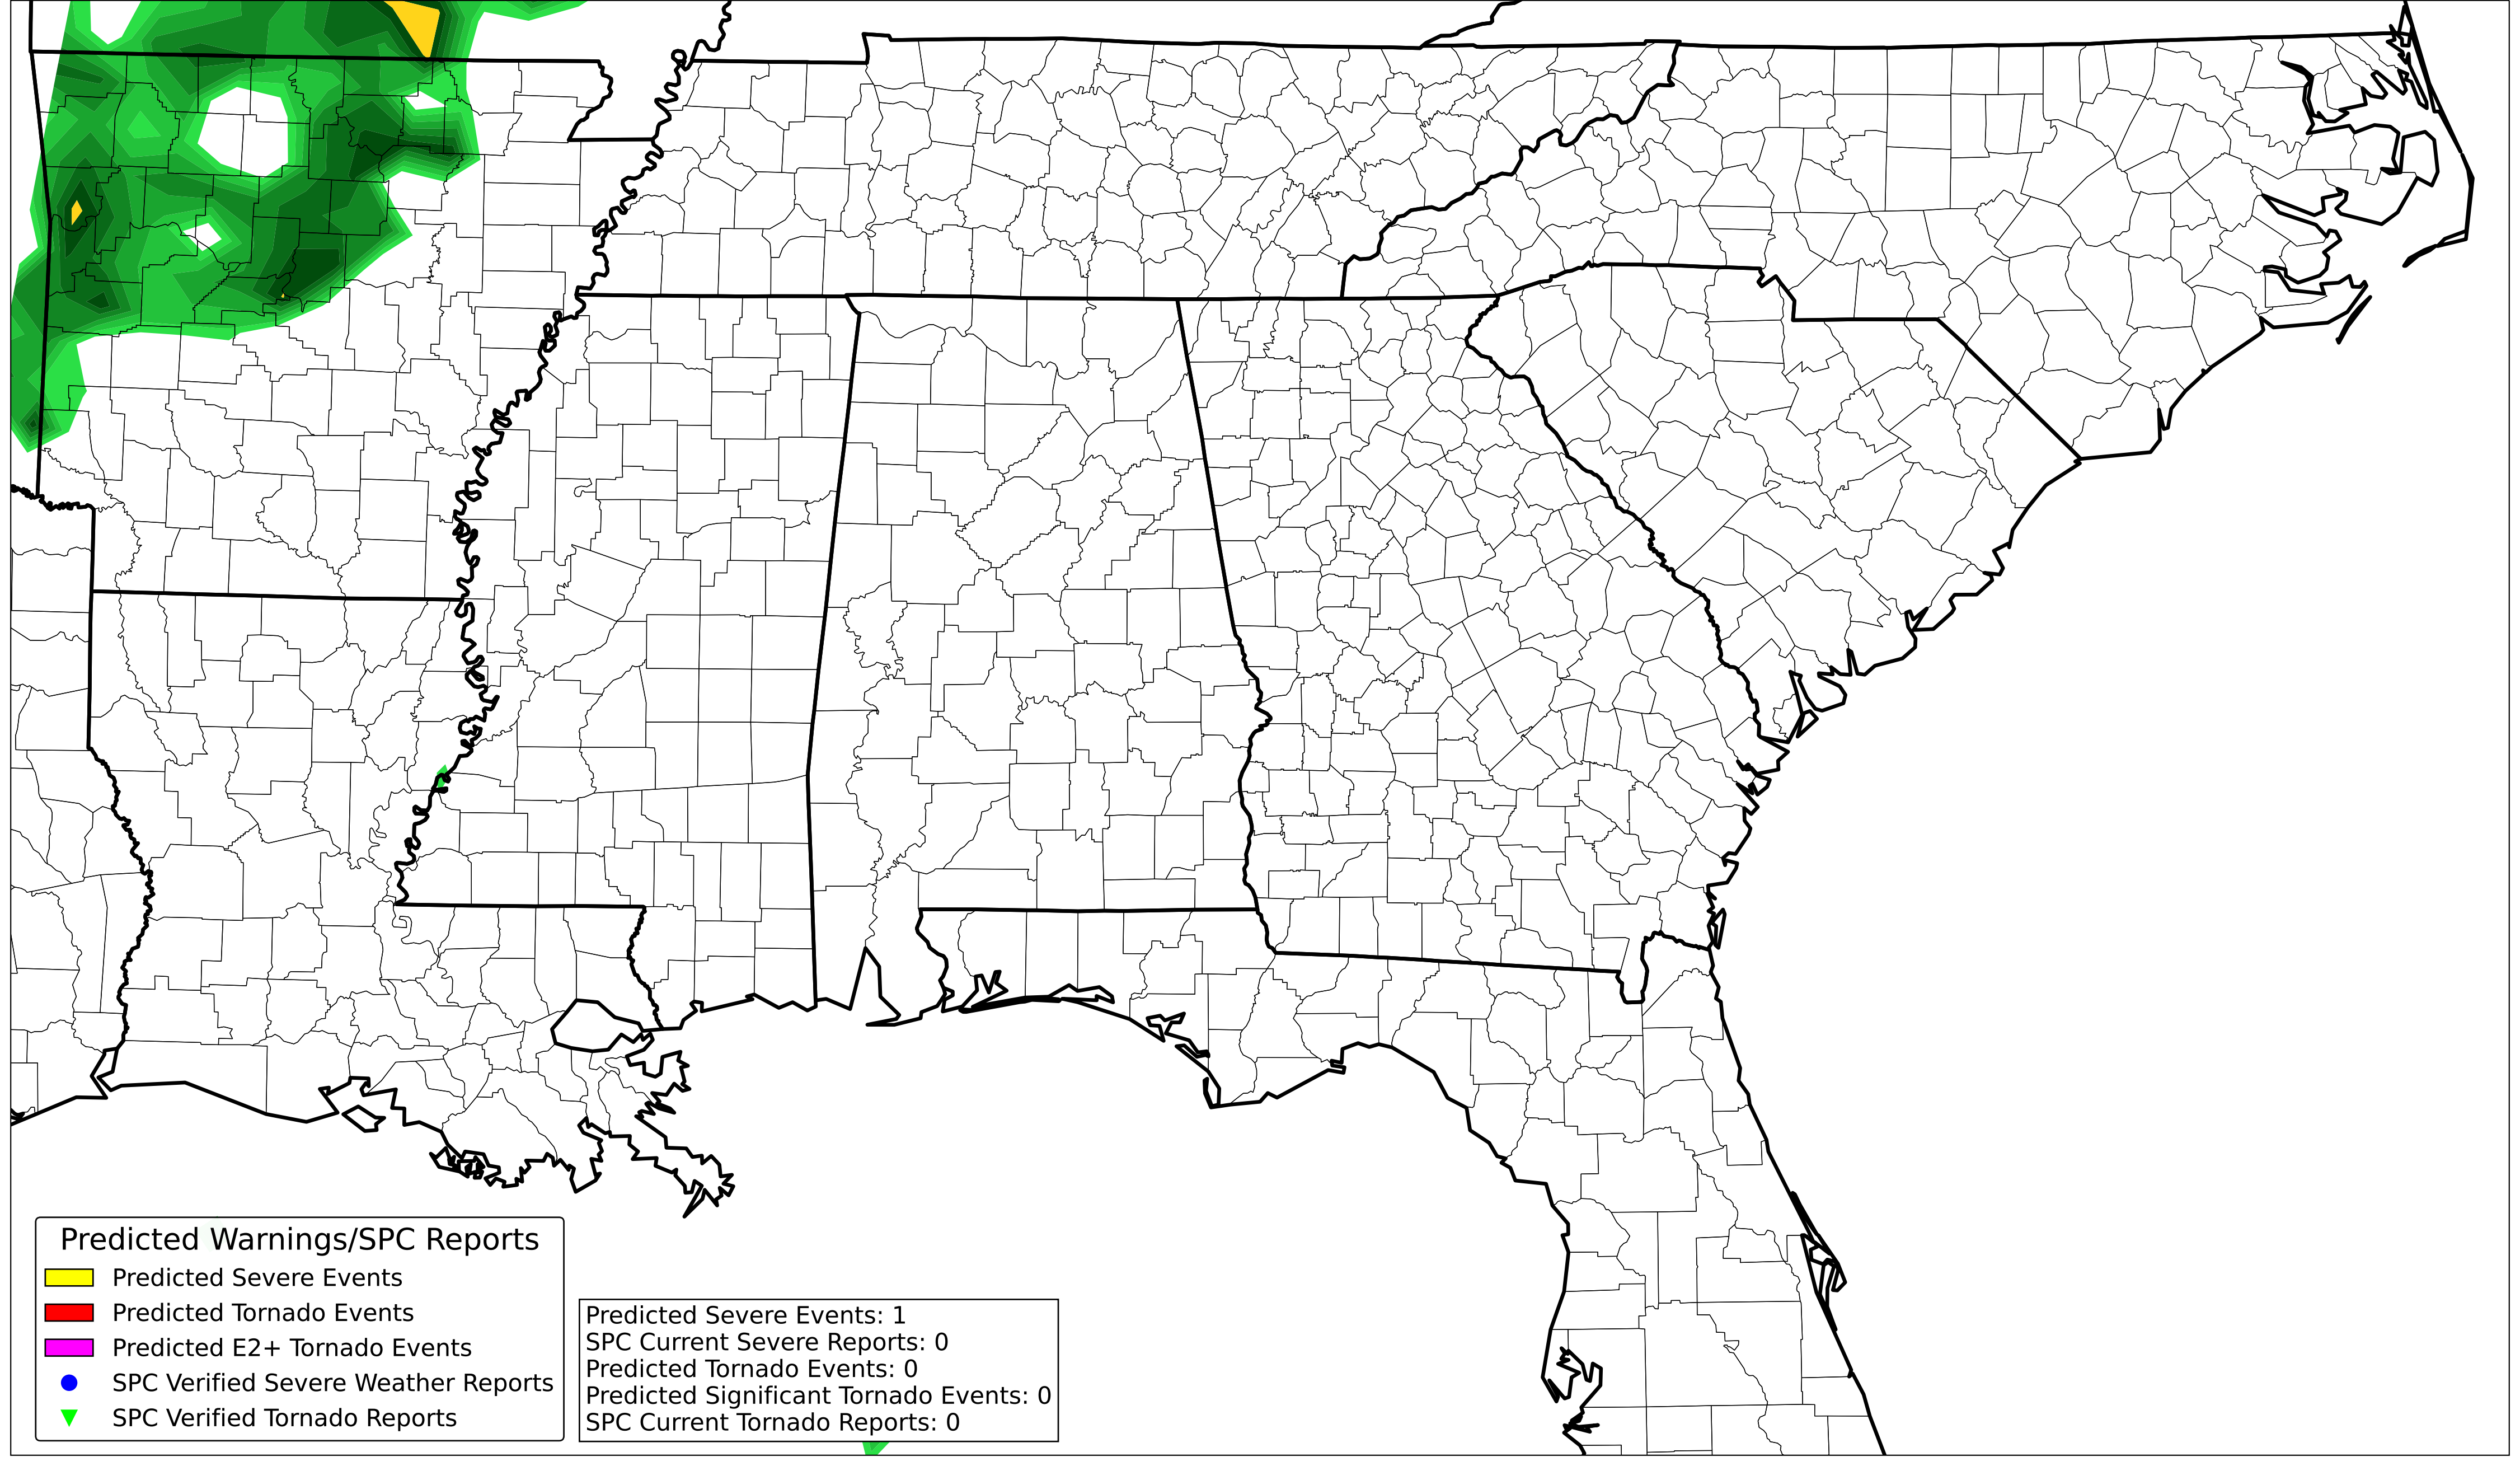 Predicted Warnings/SPC Reports
Predicted Severe Events
Predicted Tornado Events
Predicted E2+ Tornado Events
SPC Verified Severe Weather Reports
SPC Verified Tornado Reports
Predicted Severe Events: 1
SPC Current Severe Reports: 0
Predicted Tornado Events: 0
Predicted Significant Tornado Events: 0
SPC Current Tornado Reports: 0